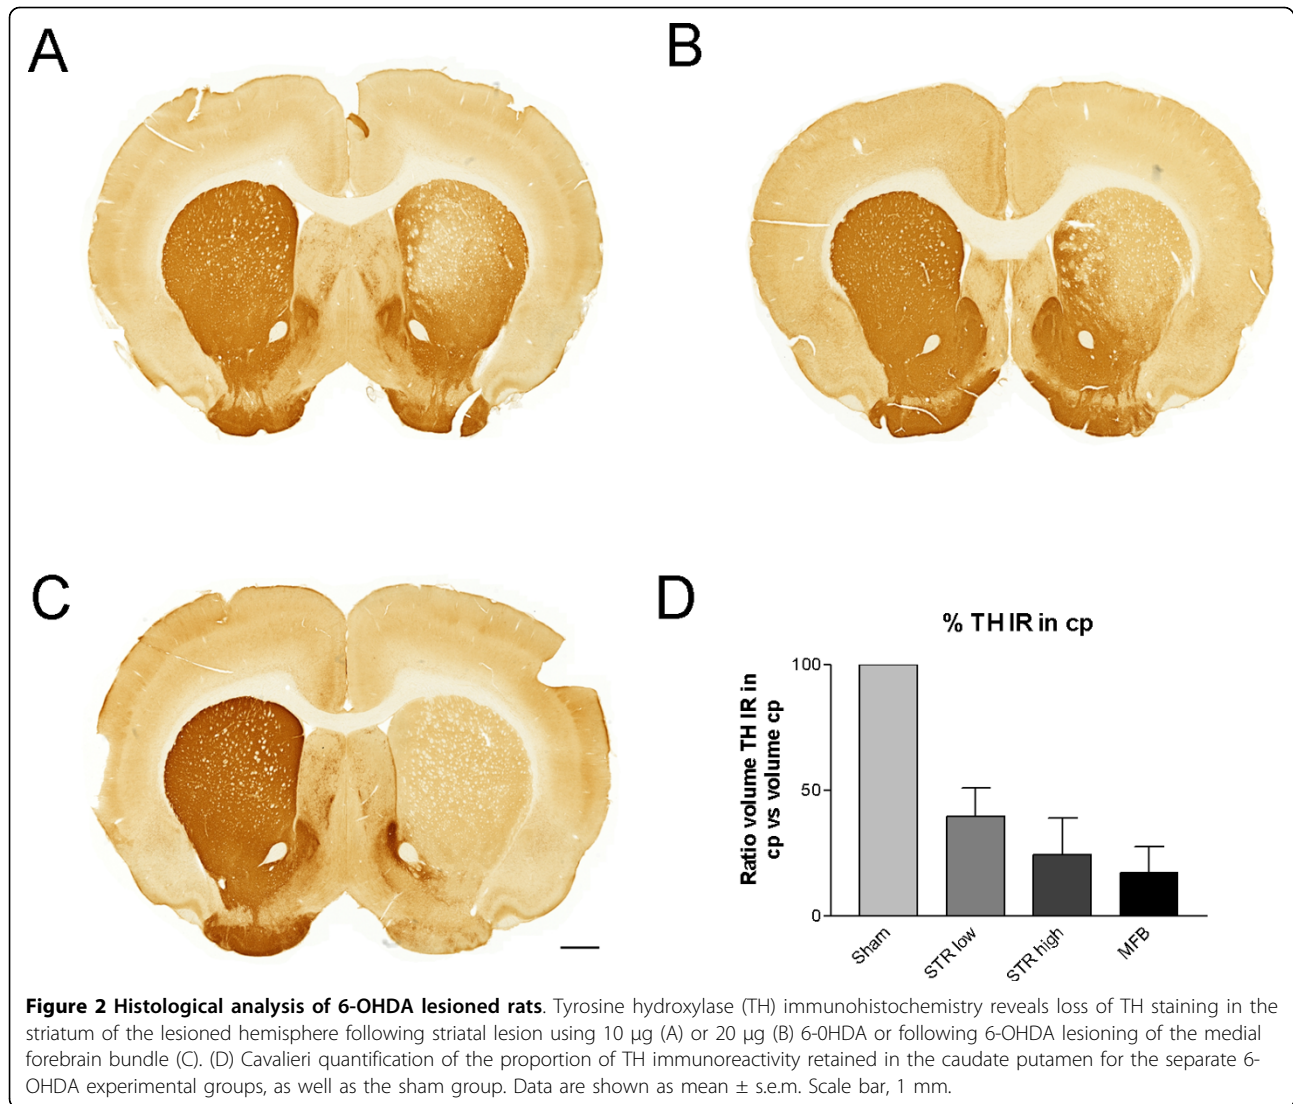 A
B
C
D
% TH IR in cp
Ratio volume TH IR in
cp vs volume cp
100
50
0
Sham
STR low
STR high
MFB
Figure 2 Histological analysis of 6-OHDA lesioned rats. Tyrosine hydroxylase (TH) immunohistochemistry reveals loss of TH staining in the
striatum of the lesioned hemisphere following striatal lesion using 10 μg (A) or 20 μg (B) 6-0HDA or following 6-OHDA lesioning of the medial
forebrain bundle (C). (D) Cavalieri quantification of the proportion of TH immunoreactivity retained in the caudate putamen for the separate 6-
OHDA experimental groups, as well as the sham group. Data are shown as mean ± s.e.m. Scale bar, 1 mm.